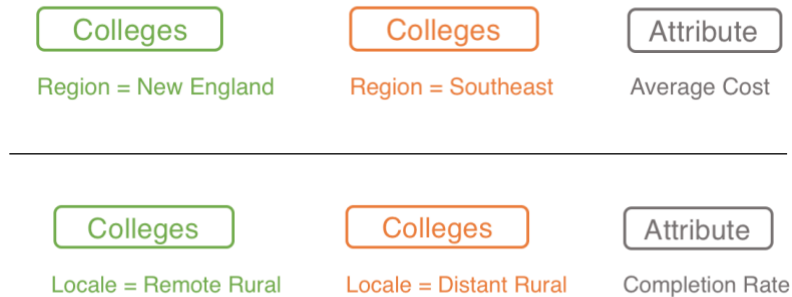 Colleges Colleges Attribute
Region = New England Region = Southeast Average Cost
Colleges Colleges Attribute
Locale = Remote Rural Locale = Distant Rural Completion Rate